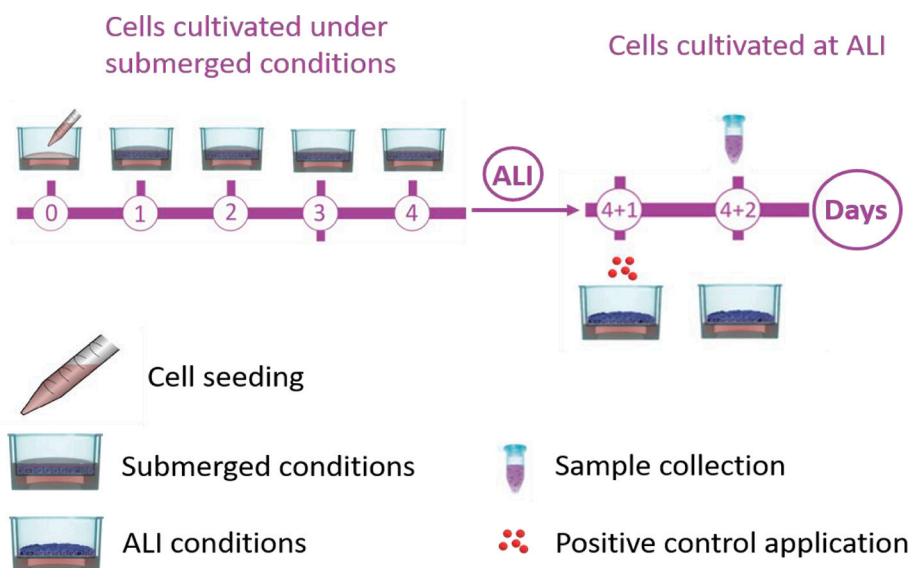 Cells cultivated under
submerged conditions
Cells cultivated at ALI
0 1 2 3 4
ALI
4+1 4+2 Days
Cell seeding
Submerged conditions
Sample collection
ALI conditions
Positive control application